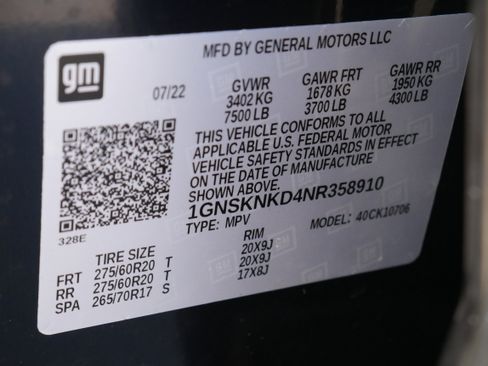 gm
MFD BY GENERAL MOTORS LLC
07/22 GVWR GAWR FRT GAWR RR
3402 KG 1678 KG 1950 KG
7500 LB 3700 LB 4300 LB
THIS VEHICLE CONFORMS TO ALL
APPLICABLE U.S. FEDERAL MOTOR
VEHICLE SAFETY STANDARDS IN EFFECT
ON THE DATE OF MANUFACTURE
SHOWN ABOVE.
1GNSKNKD4NR358910
TYPE: MPV MODEL: 40CK10706
328E
TIRE SIZE RIM
FRT 275/60R20 T 20X9J
RR 275/60R20 T 20X9J
SPA 265/70R17 S 17X8J